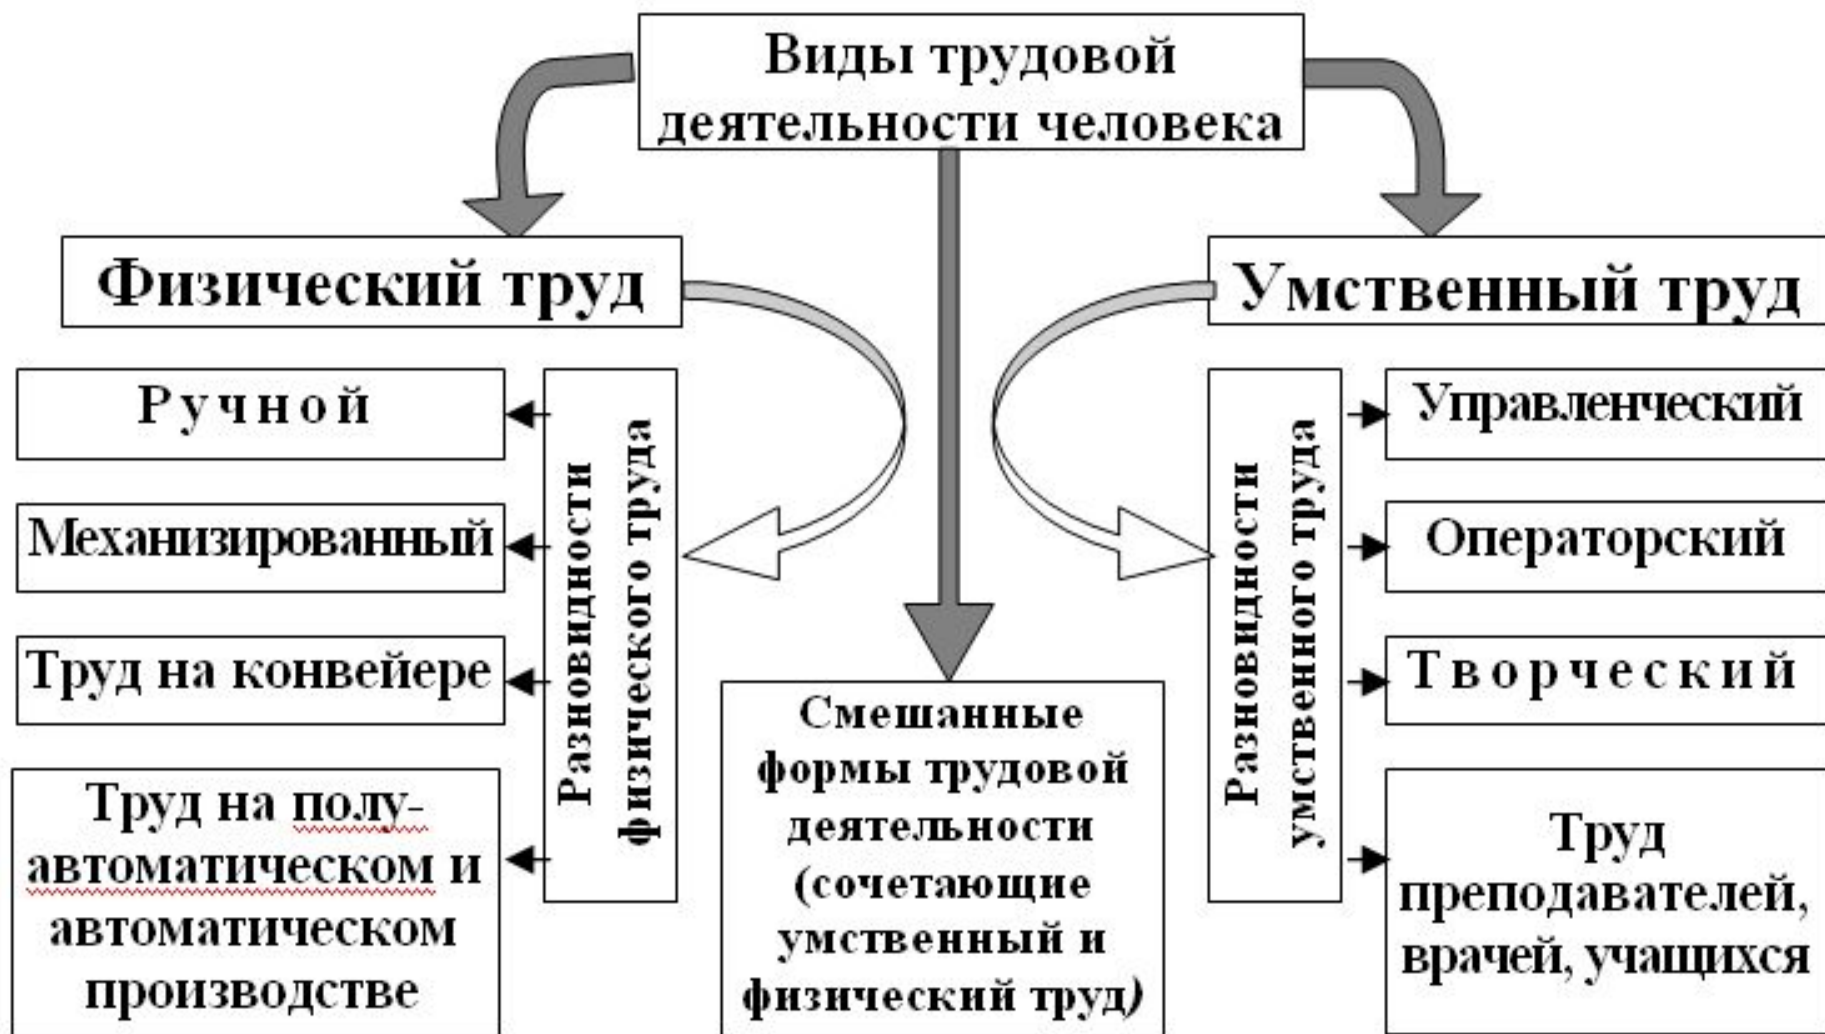 Виды трудовой
деятельности человека
Физический труд
Умственный труд
Ручной
Механизированный
Труд на конвейере
Труд на полу-
автоматическом и
автоматическом
производстве
Разновидности
физического труда
Смешанные
формы трудовой
деятельности
(сочетающие
умственный и
физический труд)
Разновидности
умственного труда
Управленческий
Операторский
Творческий
Труд
преподавателей,
врачей, учащихся